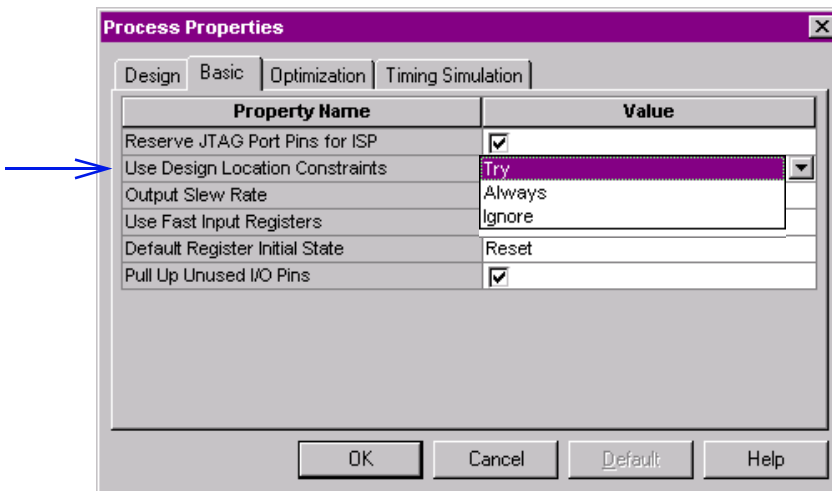 Process Properties
Design Basic Optimization Timing Simulation
Property Name Value
Reserve JTAG Port Pins for ISP
Use Design Location Constraints Try
Output Slew Rate Always
Use Fast Input Registers Ignore
Default Register Initial State Reset
Pull Up Unused I/O Pins
OK Cancel Default Help